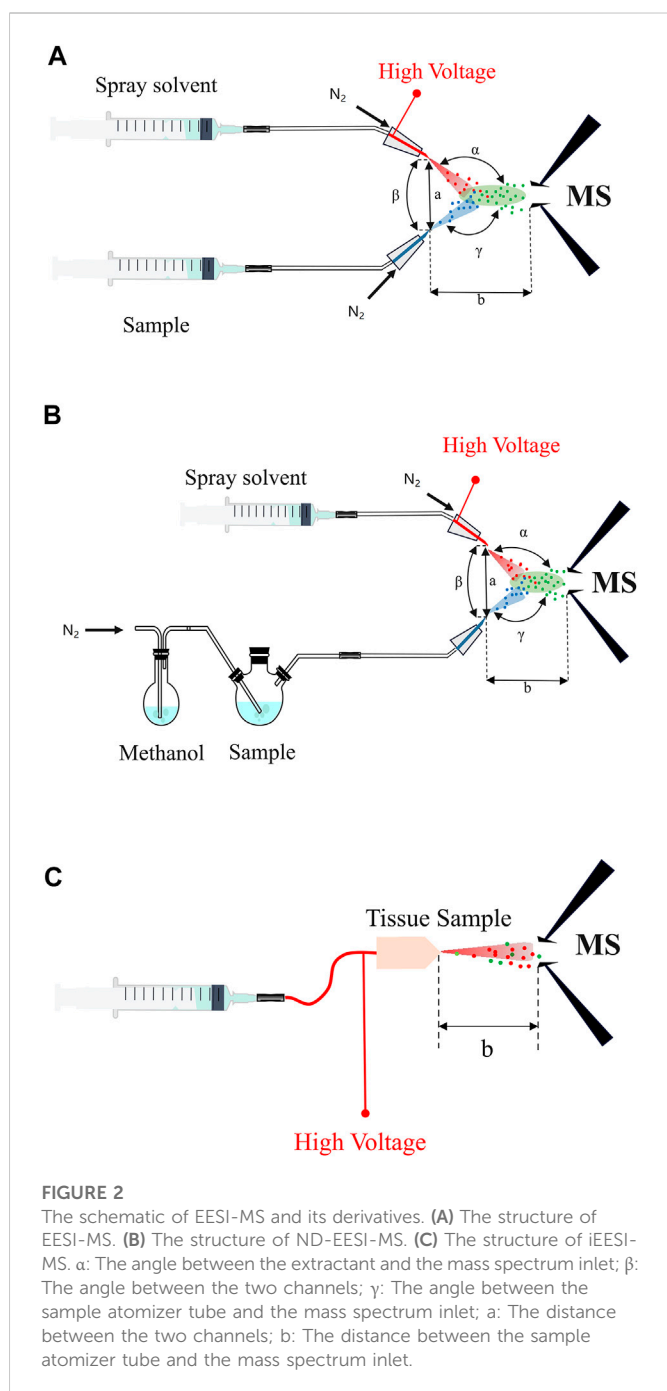 A
High Voltage
Spray solvent
N₂
α
β
a
MS
γ
b
N₂
Sample
B
High Voltage
Spray solvent
N₂
α
β
a
MS
γ
N₂
b
Methanol
Sample
C
Tissue Sample
MS
b
High Voltage
FIGURE 2
The schematic of EESI-MS and its derivatives. (A) The structure of
EESI-MS. (B) The structure of ND-EESI-MS. (C) The structure of iEESI-
MS. α: The angle between the extractant and the mass spectrum inlet; β:
The angle between the two channels; γ: The angle between the
sample atomizer tube and the mass spectrum inlet; a: The distance
between the two channels; b: The distance between the sample
atomizer tube and the mass spectrum inlet.